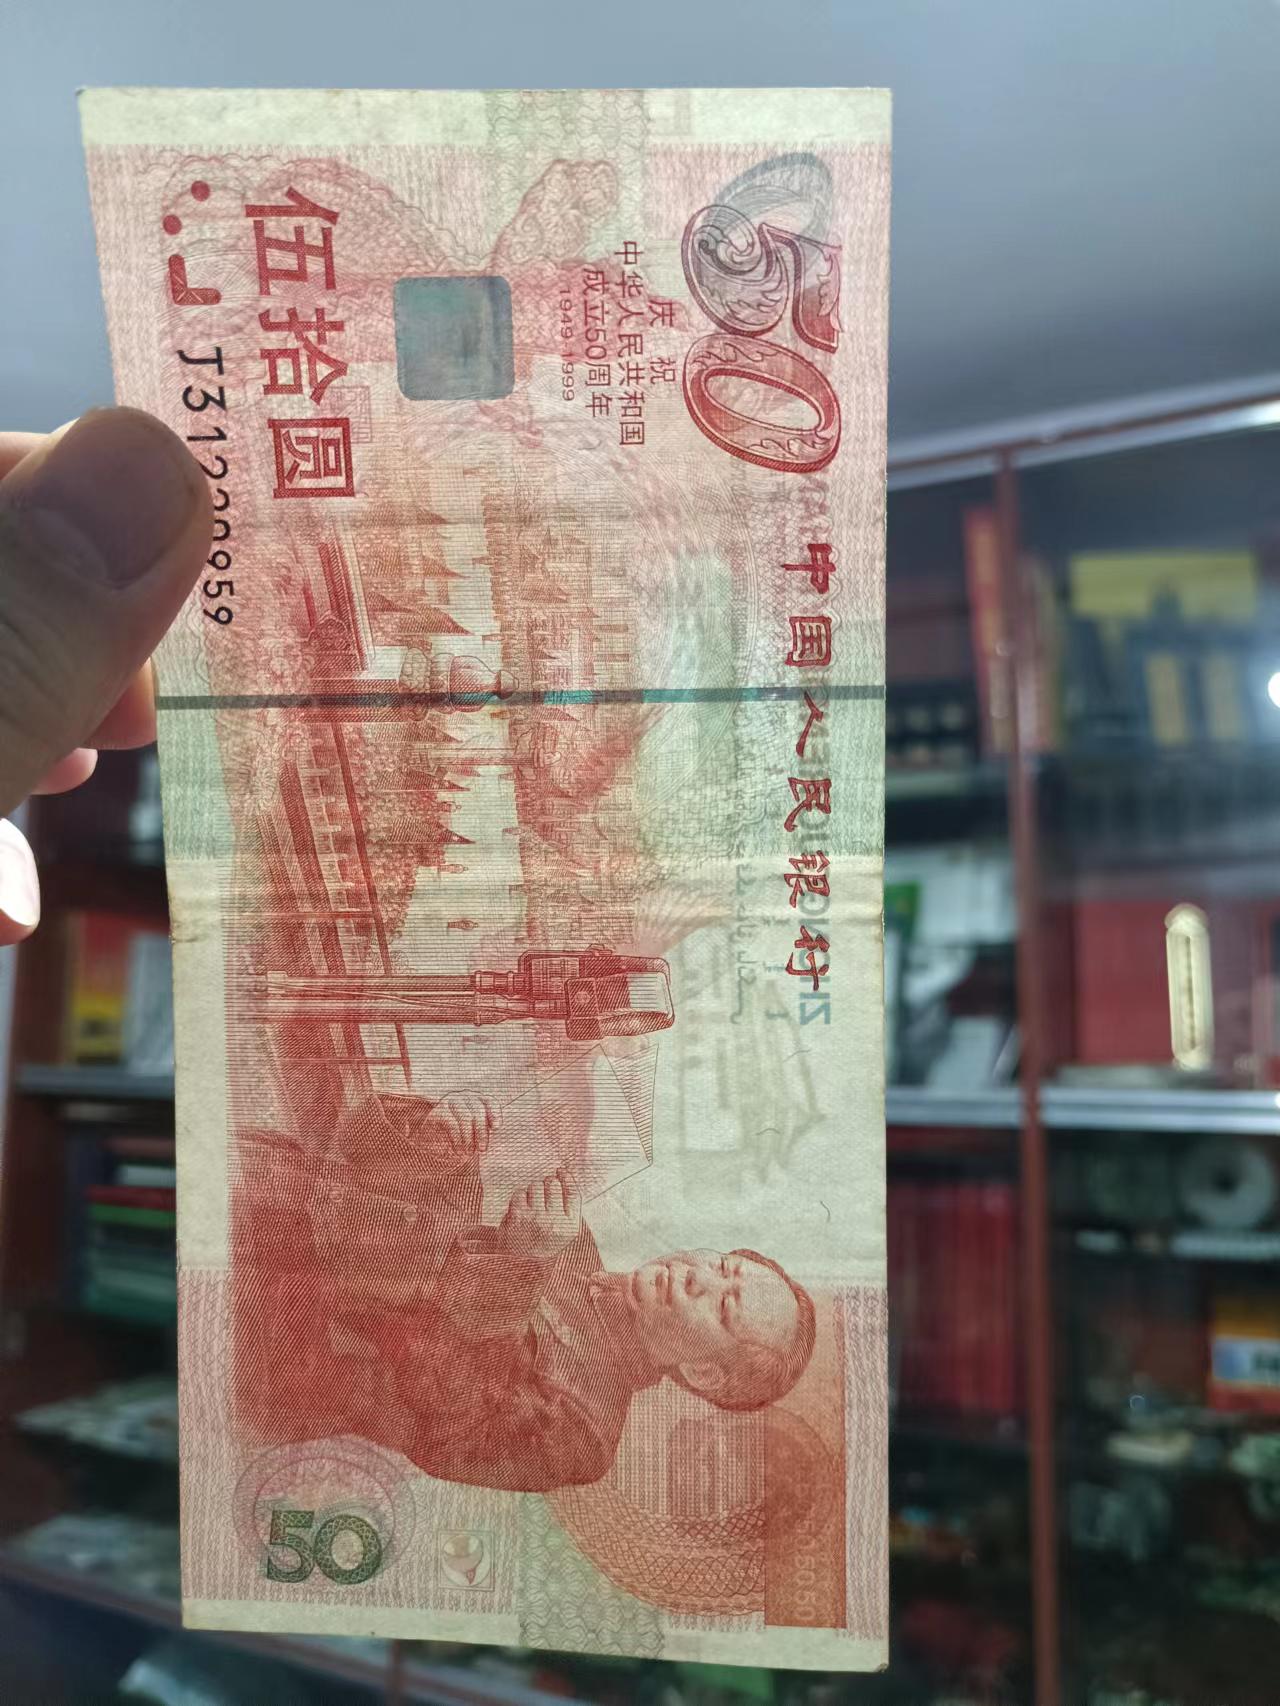 50
庆祝
中华人民共和国
成立50周年
1949-1999
中国人民银行
伍拾圆
50